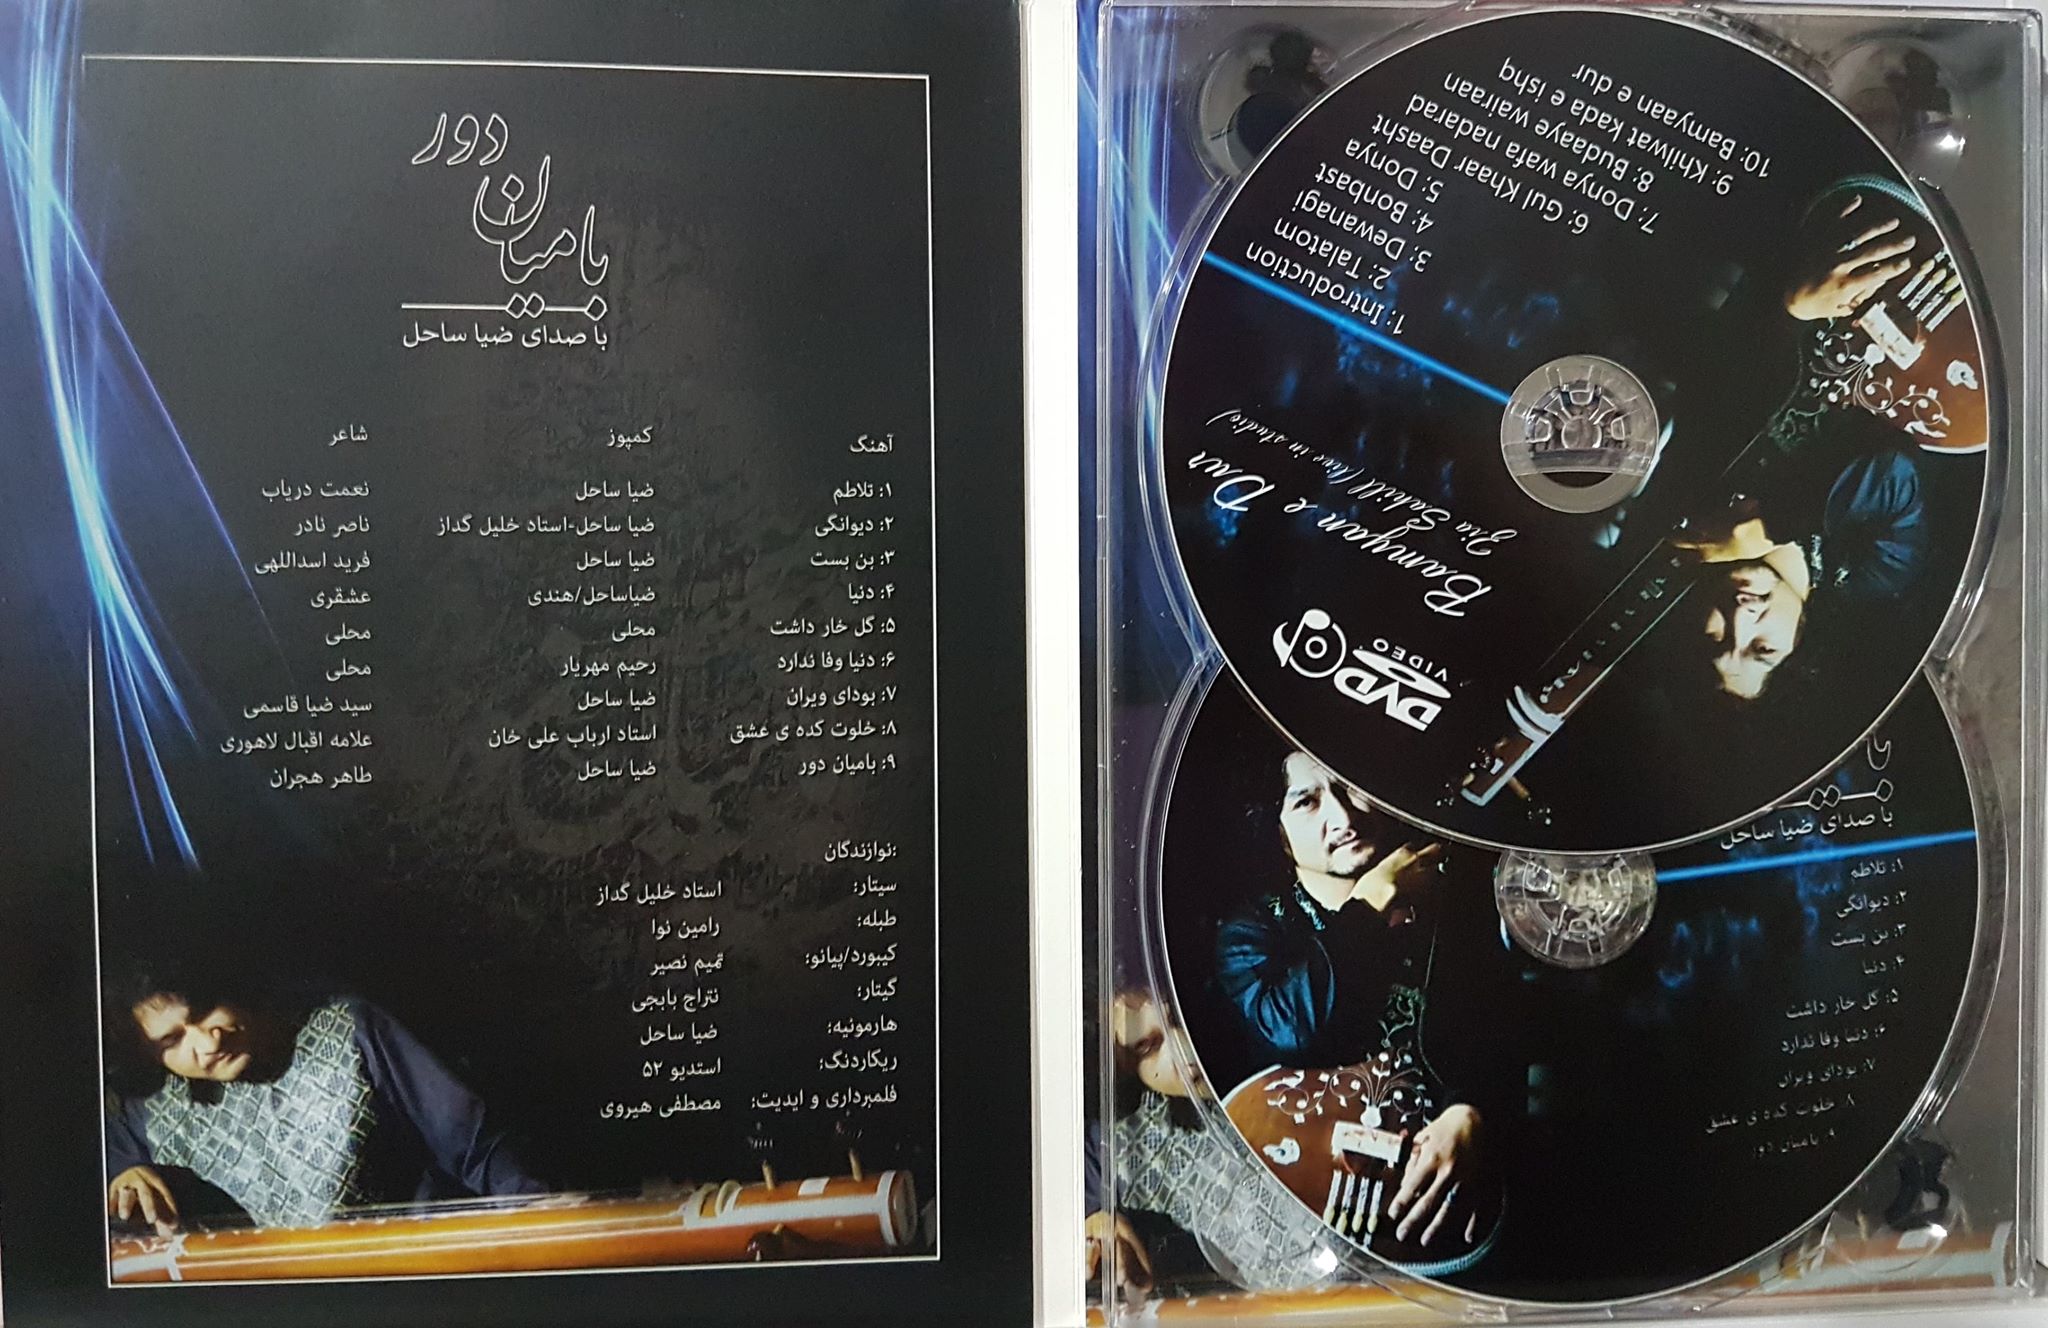 بامیان دور
با صدای ضیا ساحل
آهنگ کمپوز شاعر
۱: تلاطم ضیا ساحل نعمت دریاب
۲: دیوانگی ضیا ساحل-استاد خلیل گداز ناصر نادر
۳: بن بست ضیا ساحل فرید اسداللهی
۴: دنیا ضیاساحل/هندی عشقری
۵: گل خار داشت محلی محلی
۶: دنیا وفا ندارد رحیم مهریار محلی
۷: بودای ویران ضیا ساحل سید ضیا قاسمی
۸: خلوت کده ی عشق استاد ارباب علی خان علامه اقبال لاهوری
۹: بامیان دور ضیا ساحل طاهر هجران
نوازندگان:
سیتار: استاد خلیل گداز
طبله: رامین نوا
کیبورد/پیانو: تمیم نصیر
گیتار: نتراج بابجی
هارمونیه: ضیا ساحل
ریکاردنگ: استدیو ۵۲
فلمبرداری و ایدیت: مصطفی هیروی
DVD
VIDEO
Bamyan e Dur
Zia Sahill (live in studio)
1: Introduction
2: Talatom
3: Dewanagi
4: Bonbast
5: Donya
6: Gul Khaar Daasht
7: Donya wafa nadarad
8: Budaaye wairaan
9: Khilwat kada e ishq
10: Bamyaan e dur
با صدای ضیا ساحل
۱: تلاطم
۲: دیوانگی
۳: بن بست
۴: دنیا
۵: گل خار داشت
۶: دنیا وفا ندارد
۷: بودای ویران
۸: خلوت کده ی عشق
۹: بامیان دور